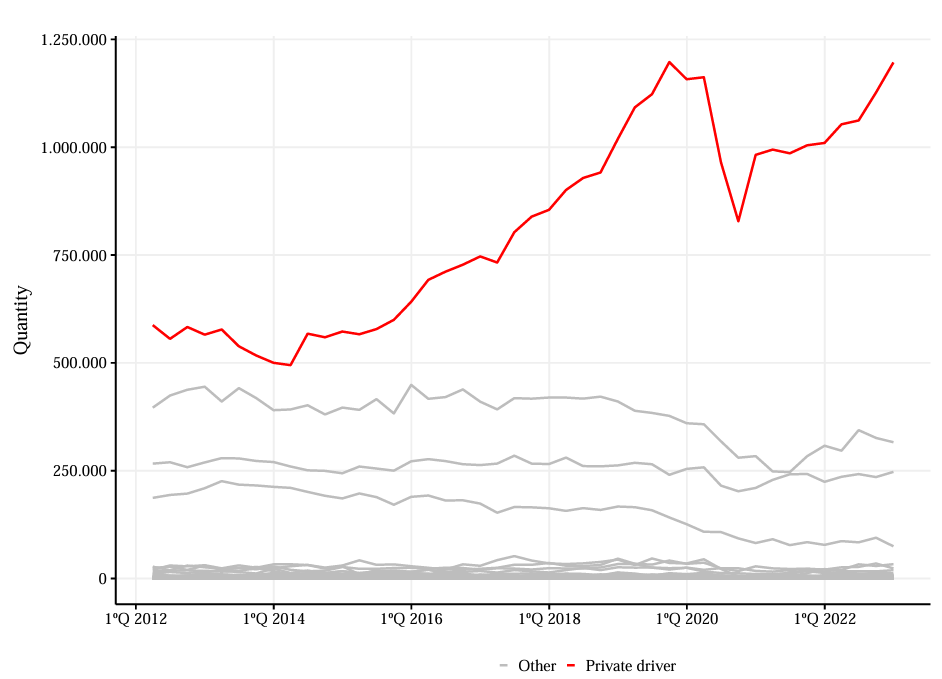 1.250.000
1.000.000
750.000
500.000
250.000
0
Quantity
1ºQ 2012 1ºQ 2014 1ºQ 2016 1ºQ 2018 1ºQ 2020 1ºQ 2022
Other Private driver